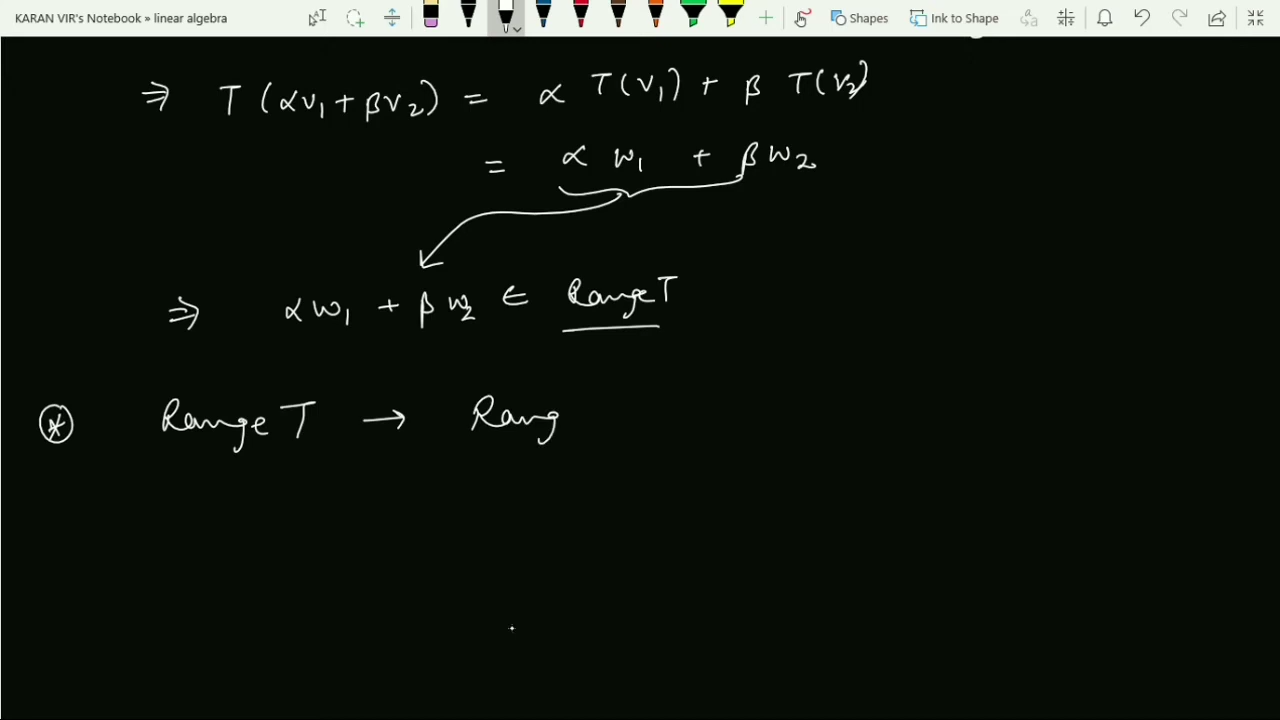 KARAN VIR's Notebook » linear algebra
Shapes
Ink to Shape
⇒ T(αv₁ + βv₂) = α T(v₁) + β T(v₂)
= α w₁ + β w₂
⇒ αw₁ + βw₂ ∈ Range T
⊛ Range T → Rang